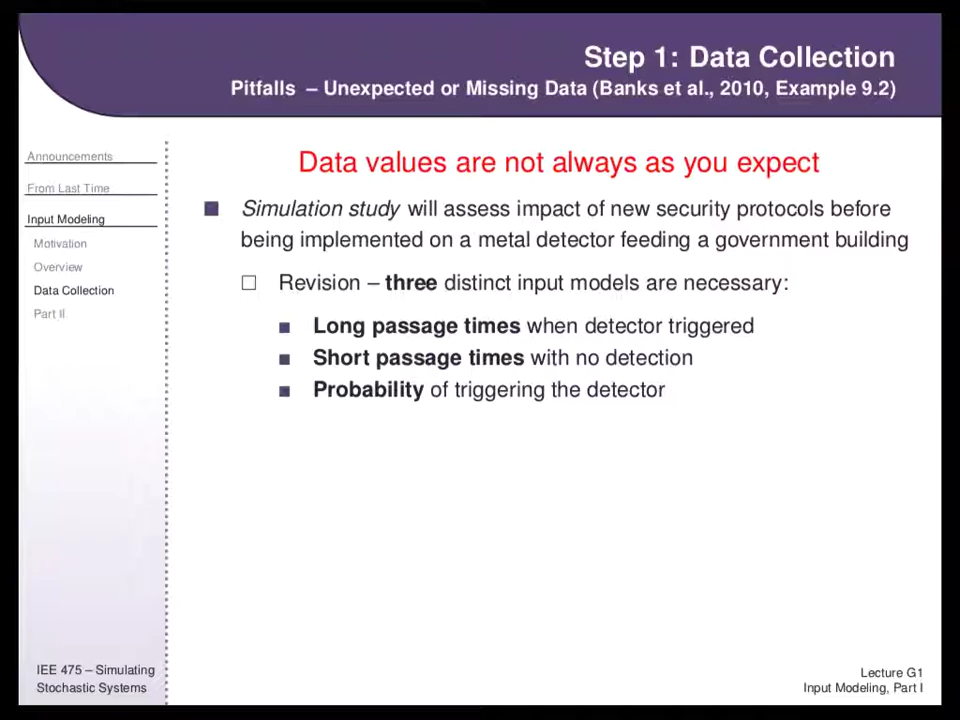 Step 1: Data Collection
Pitfalls – Unexpected or Missing Data (Banks et al., 2010, Example 9.2)
Announcements
From Last Time
Input Modeling
Motivation
Overview
Data Collection
Part II
Data values are not always as you expect
Simulation study will assess impact of new security protocols before
being implemented on a metal detector feeding a government building
Revision – three distinct input models are necessary:
Long passage times when detector triggered
Short passage times with no detection
Probability of triggering the detector
IEE 475 – Simulating
Stochastic Systems
Lecture G1
Input Modeling, Part I